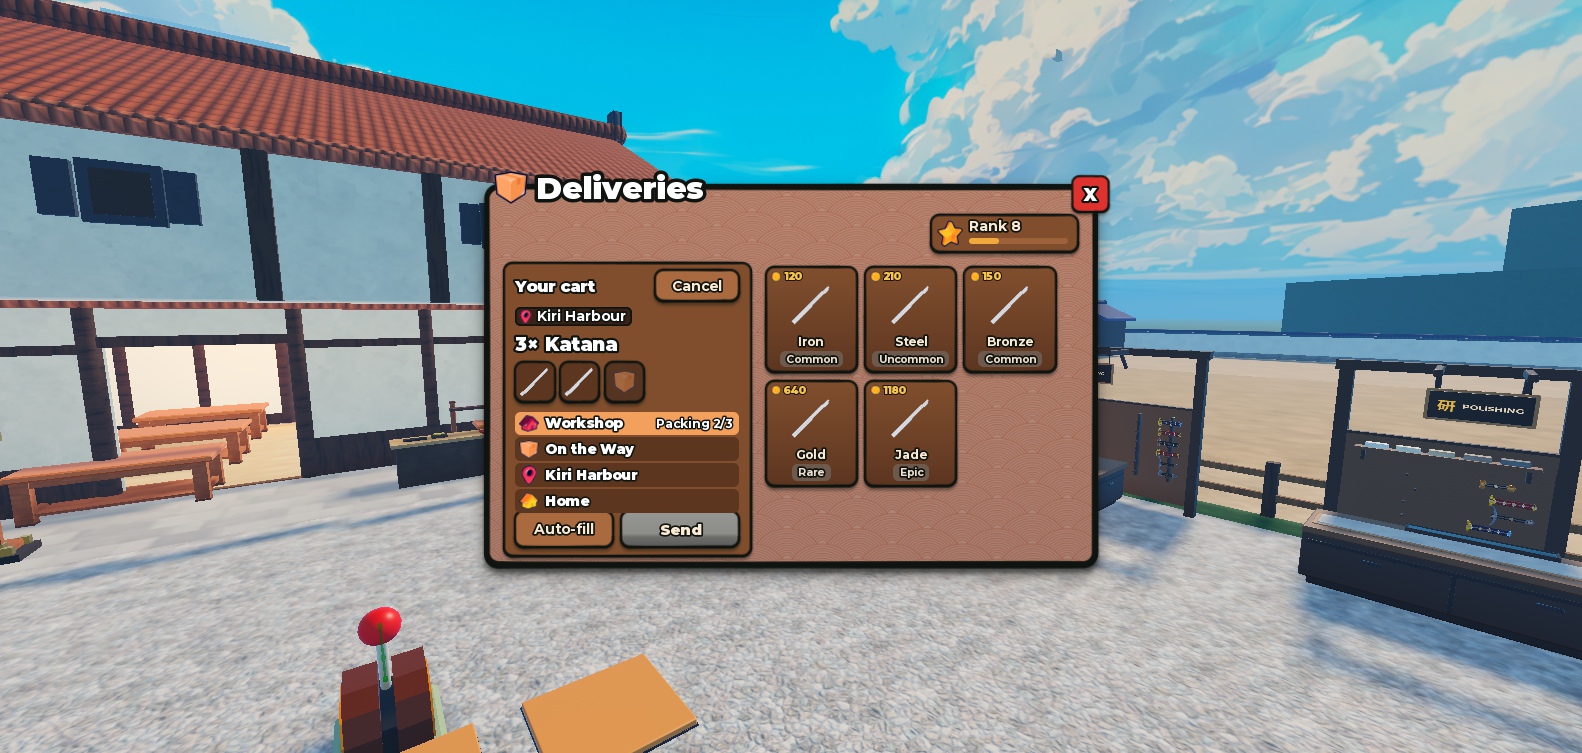 Deliveries
X
Rank 8
Your cart
Cancel
Kiri Harbour
3× Katana
Workshop Packing 2/3
On the Way
Kiri Harbour
Home
Auto-fill
Send
120
Iron
Common
210
Steel
Uncommon
150
Bronze
Common
640
Gold
Rare
1180
Jade
Epic
研 POLISHING